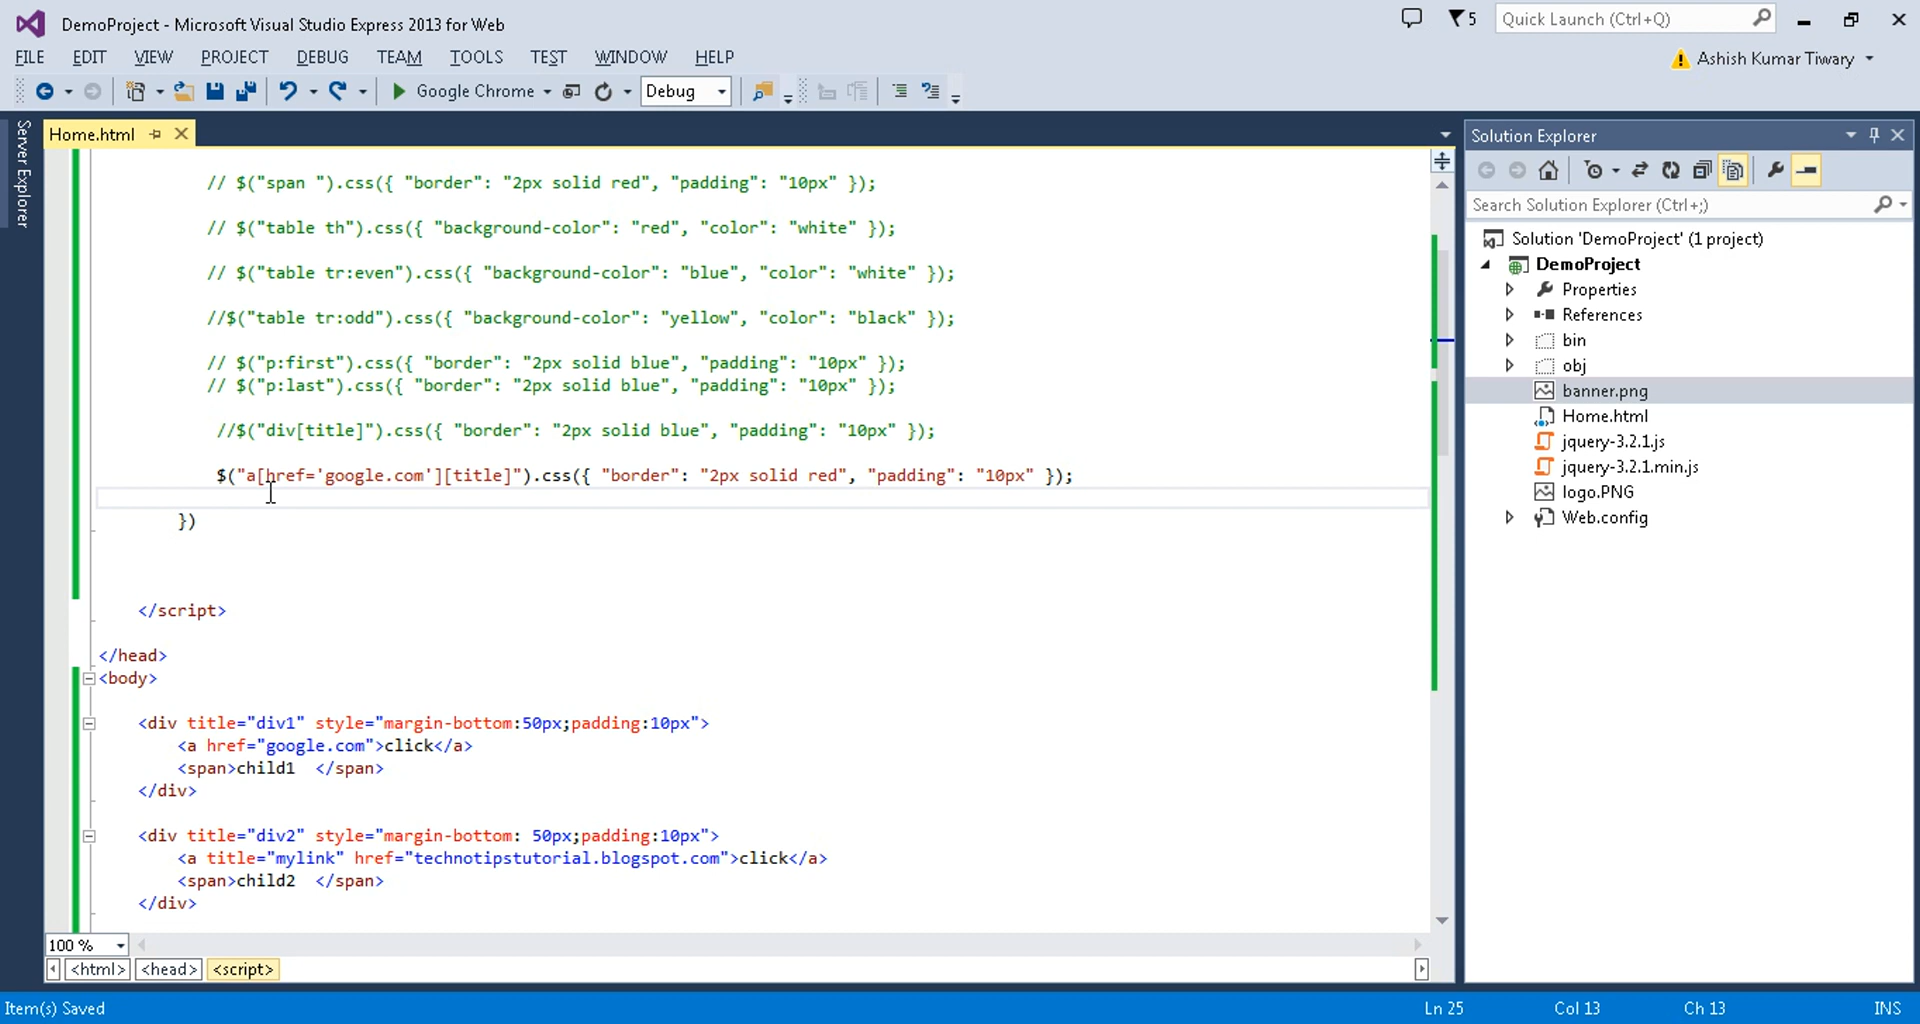 DemoProject - Microsoft Visual Studio Express 2013 for Web
5
Quick Launch (Ctrl+Q)
FILE EDIT VIEW PROJECT DEBUG TEAM TOOLS TEST WINDOW HELP
Ashish Kumar Tiwary
Google Chrome
Debug
Server Explorer
Home.html
// $("span ").css({ "border": "2px solid red", "padding": "10px" });
// $("table th").css({ "background-color": "red", "color": "white" });
// $("table tr:even").css({ "background-color": "blue", "color": "white" });
//$("table tr:odd").css({ "background-color": "yellow", "color": "black" });
// $("p:first").css({ "border": "2px solid blue", "padding": "10px" });
// $("p:last").css({ "border": "2px solid blue", "padding": "10px" });
//$("div[title]").css({ "border": "2px solid blue", "padding": "10px" });
$("a[href='google.com'][title]").css({ "border": "2px solid red", "padding": "10px" });
})
</script>
</head>
<body>
<div title="div1" style="margin-bottom:50px;padding:10px">
<a href="google.com">click</a>
<span>child1 </span>
</div>
<div title="div2" style="margin-bottom: 50px;padding:10px">
<a title="mylink" href="technotipstutorial.blogspot.com">click</a>
<span>child2 </span>
</div>
100 %
<html> <head> <script>
Solution Explorer
Search Solution Explorer (Ctrl+;)
Solution 'DemoProject' (1 project)
DemoProject
Properties
References
bin
obj
banner.png
Home.html
jquery-3.2.1.js
jquery-3.2.1.min.js
logo.PNG
Web.config
Item(s) Saved
Ln 25 Col 13 Ch 13 INS